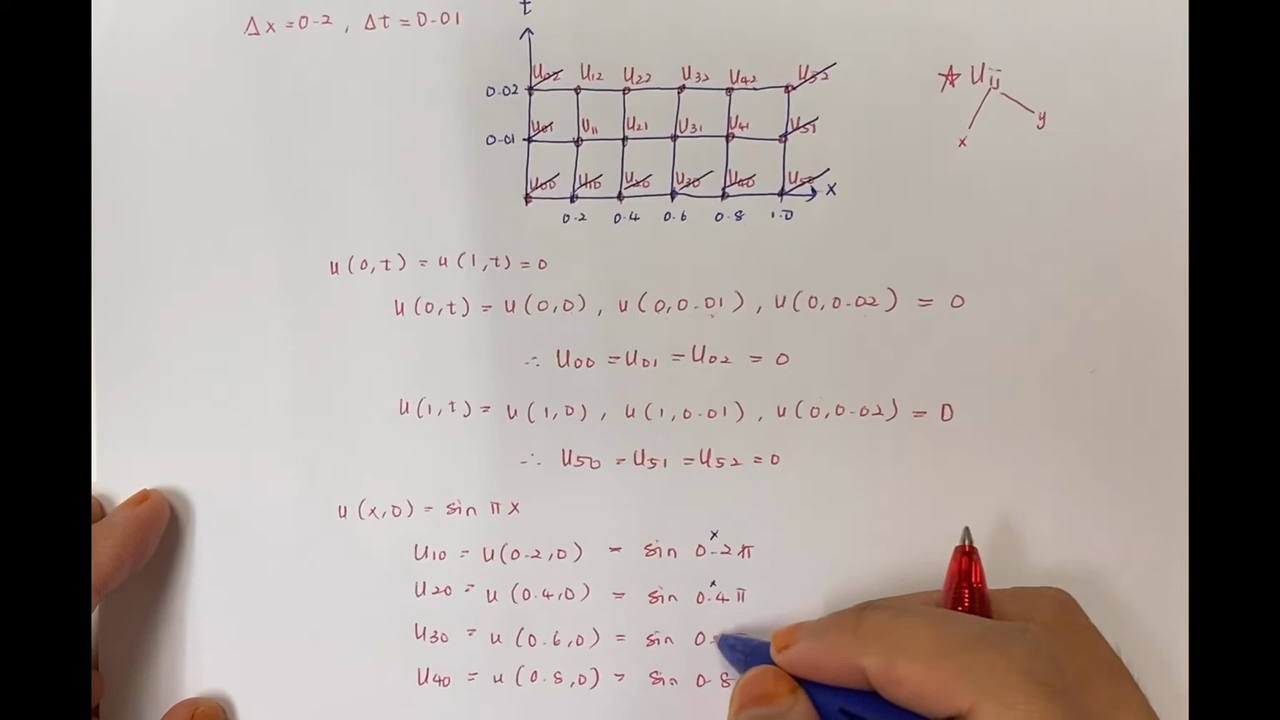 Δx = 0.2 , Δt = 0.01
t
0.02 U02 U12 U22 U32 U42 U52
0.01 U01 U11 U21 U31 U41 U51
U00 U10 U20 U30 U40 U50
x
0.2 0.4 0.6 0.8 1.0
☆ Uij
x y
u(0,t) = u(1,t) = 0
u(0,t) = u(0,0), u(0,0.01), u(0,0.02) = 0
∴ U00 = U01 = U02 = 0
u(1,t) = u(1,0), u(1,0.01), u(0,0.02) = 0
∴ U50 = U51 = U52 = 0
u(x,0) = sin πx
x
U10 = u(0.2,0) = sin 0.2π
x
U20 = u(0.4,0) = sin 0.4π
U30 = u(0.6,0) = sin 0.
U40 = u(0.8,0) = sin 0.8